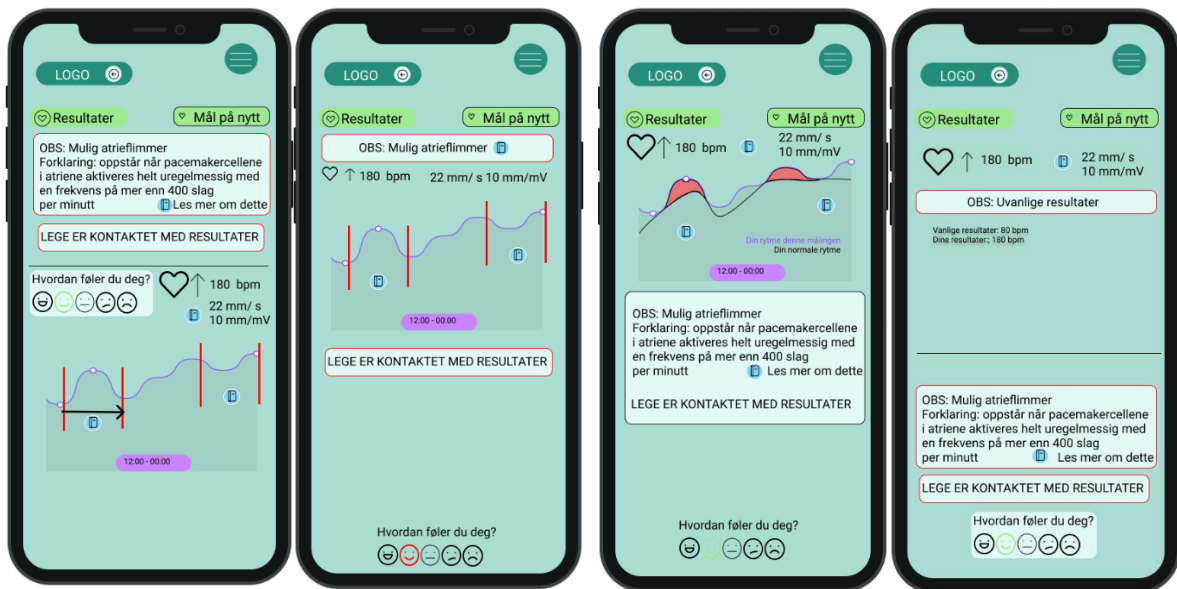 LOGO
Resultater
Mål på nytt
OBS: Mulig atrieflimmer
Forklaring: oppstår når pacemakercellene
i atriene aktiveres helt uregelmessig med
en frekvens på mer enn 400 slag
per minutt
Les mer om dette
LEGE ER KONTAKTET MED RESULTATER
Hvordan føler du deg?
180 bpm
22 mm/ s
10 mm/mV
12:00 - 00:00
LOGO
Resultater
Mål på nytt
OBS: Mulig atrieflimmer
180 bpm
22 mm/ s 10 mm/mV
12:00 - 00:00
LEGE ER KONTAKTET MED RESULTATER
Hvordan føler du deg?
LOGO
Resultater
Mål på nytt
180 bpm
22 mm/ s
10 mm/mV
Din rytme denne målingen
Din normale rytme
12:00 - 00:00
OBS: Mulig atrieflimmer
Forklaring: oppstår når pacemakercellene
i atriene aktiveres helt uregelmessig med
en frekvens på mer enn 400 slag
per minutt
Les mer om dette
LEGE ER KONTAKTET MED RESULTATER
Hvordan føler du deg?
LOGO
Resultater
Mål på nytt
180 bpm
22 mm/ s
10 mm/mV
OBS: Uvanlige resultater
Vanlige resultater: 80 bpm
Dine resultater:; 180 bpm
OBS: Mulig atrieflimmer
Forklaring: oppstår når pacemakercellene
i atriene aktiveres helt uregelmessig med
en frekvens på mer enn 400 slag
per minutt
Les mer om dette
LEGE ER KONTAKTET MED RESULTATER
Hvordan føler du deg?